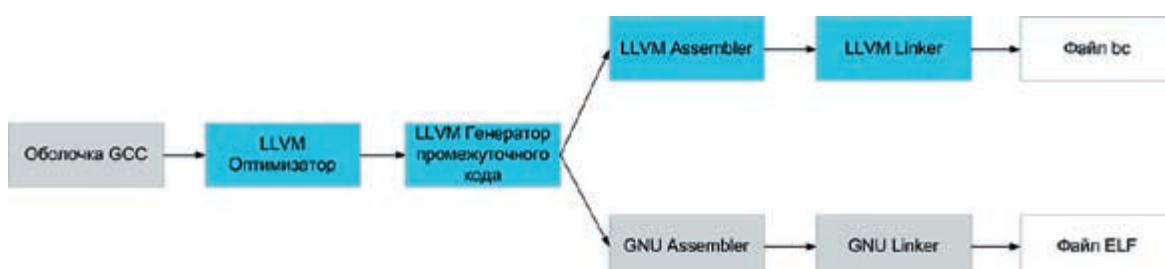 LLVM Assembler
LLVM Linker
Файл bc
Оболочка GCC
LLVM
Оптимизатор
LLVM Генератор
промежуточного
кода
GNU Assembler
GNU Linker
Файл ELF